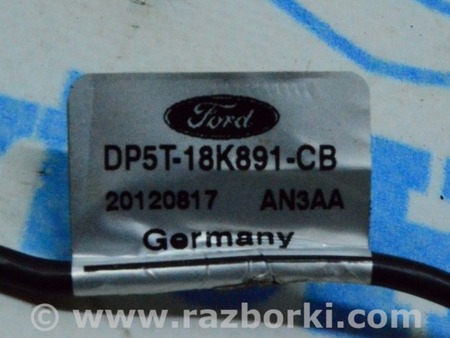 Ford
DP5T-18K891-CB
20120817 AN3AA
Germany
© www.razborki.com